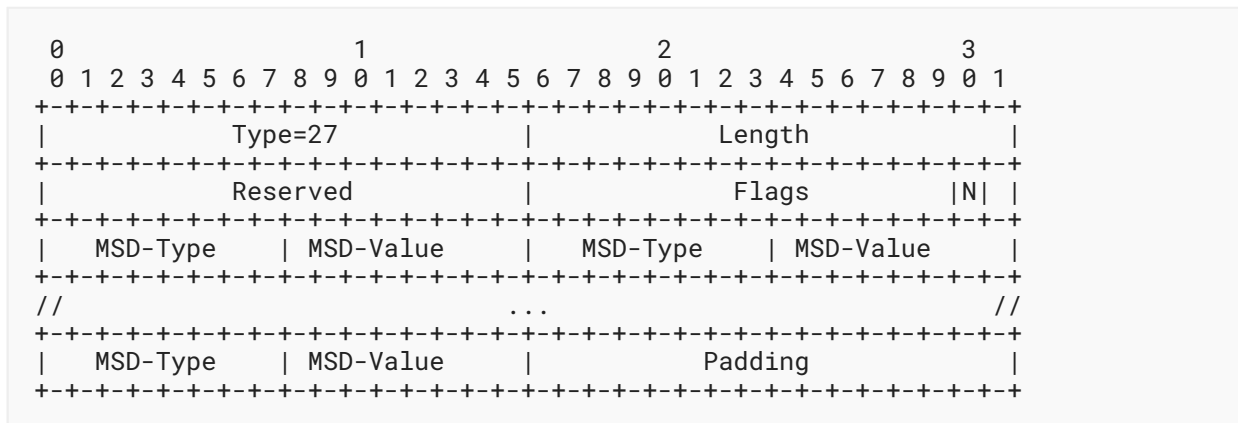 0                   1                   2                   3
 0 1 2 3 4 5 6 7 8 9 0 1 2 3 4 5 6 7 8 9 0 1 2 3 4 5 6 7 8 9 0 1
+-+-+-+-+-+-+-+-+-+-+-+-+-+-+-+-+-+-+-+-+-+-+-+-+-+-+-+-+-+-+-+-+
|            Type=27            |            Length             |
+-+-+-+-+-+-+-+-+-+-+-+-+-+-+-+-+-+-+-+-+-+-+-+-+-+-+-+-+-+-+-+-+
|            Reserved           |             Flags         |N| |
+-+-+-+-+-+-+-+-+-+-+-+-+-+-+-+-+-+-+-+-+-+-+-+-+-+-+-+-+-+-+-+-+
|   MSD-Type    | MSD-Value     |   MSD-Type    | MSD-Value     |
+-+-+-+-+-+-+-+-+-+-+-+-+-+-+-+-+-+-+-+-+-+-+-+-+-+-+-+-+-+-+-+-+
//                             ...                             //
+-+-+-+-+-+-+-+-+-+-+-+-+-+-+-+-+-+-+-+-+-+-+-+-+-+-+-+-+-+-+-+-+
|   MSD-Type    | MSD-Value     |           Padding             |
+-+-+-+-+-+-+-+-+-+-+-+-+-+-+-+-+-+-+-+-+-+-+-+-+-+-+-+-+-+-+-+-+